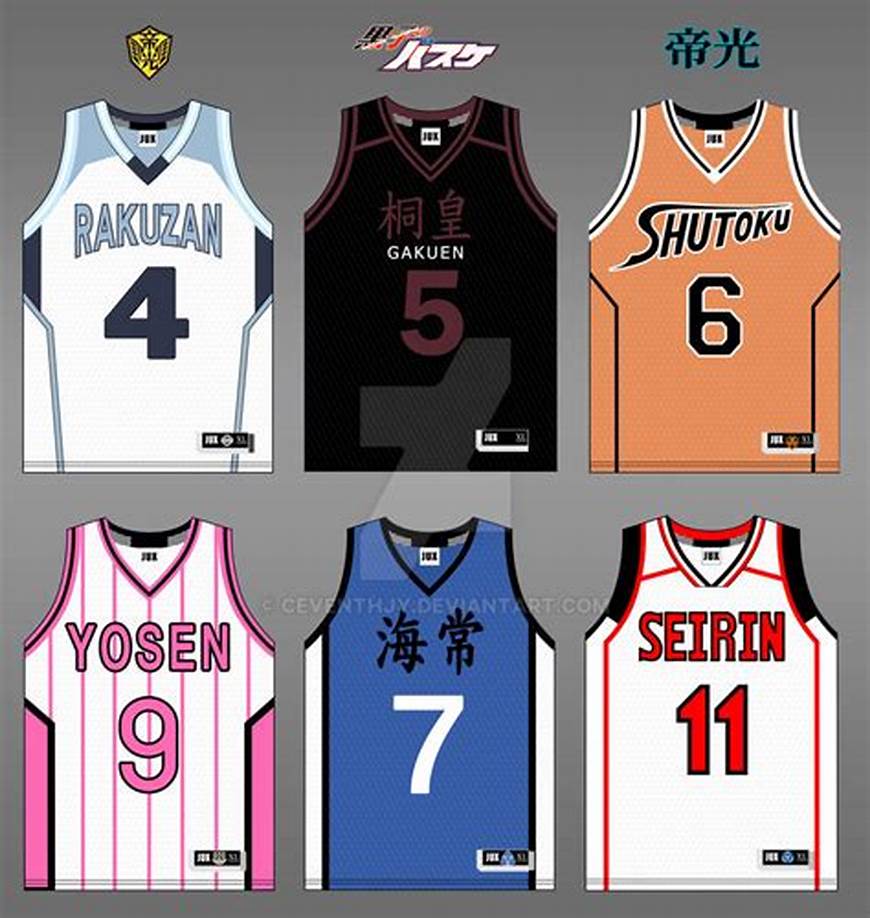 帝光
黒子のバスケ
帝光
JUX
RAKUZAN
4
JUX XL
JUX
桐皇
GAKUEN
5
JUX XL
JUX
SHUTOKU
6
JUX XL
© CEVENTHJY.DEVIANTART.COM
JUX
YOSEN
9
JUX XL
JUX
海常
7
JUX XL
JUX
SEIRIN
11
JUX XL